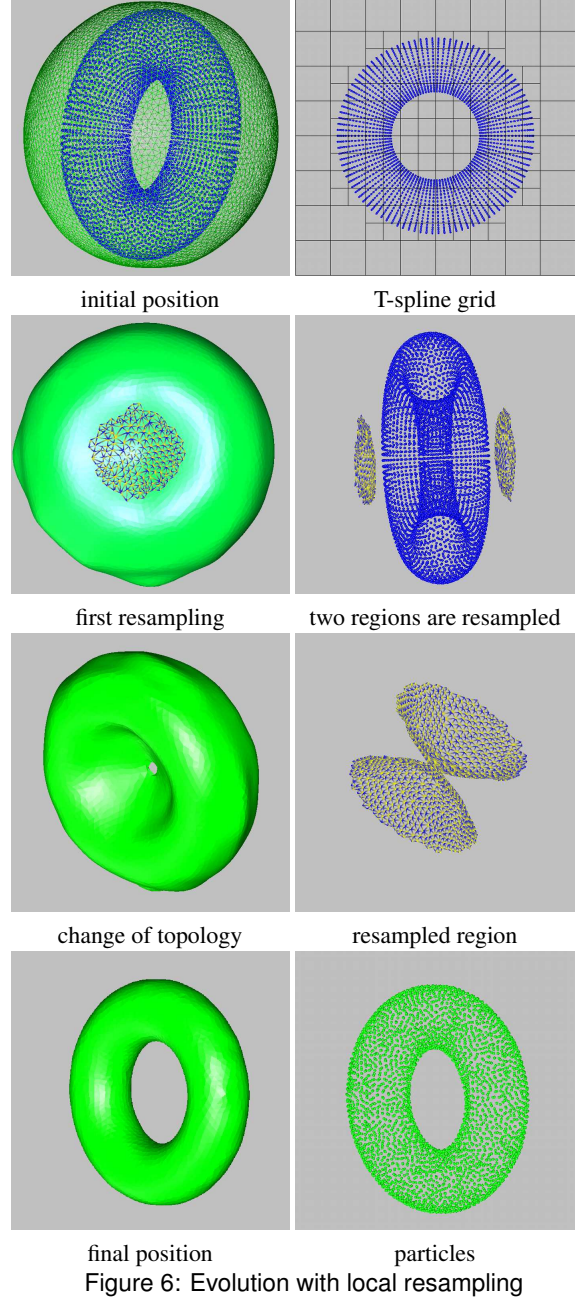 initial position
T-spline grid
first resampling
two regions are resampled
change of topology
resampled region
final position
particles
Figure 6: Evolution with local resampling